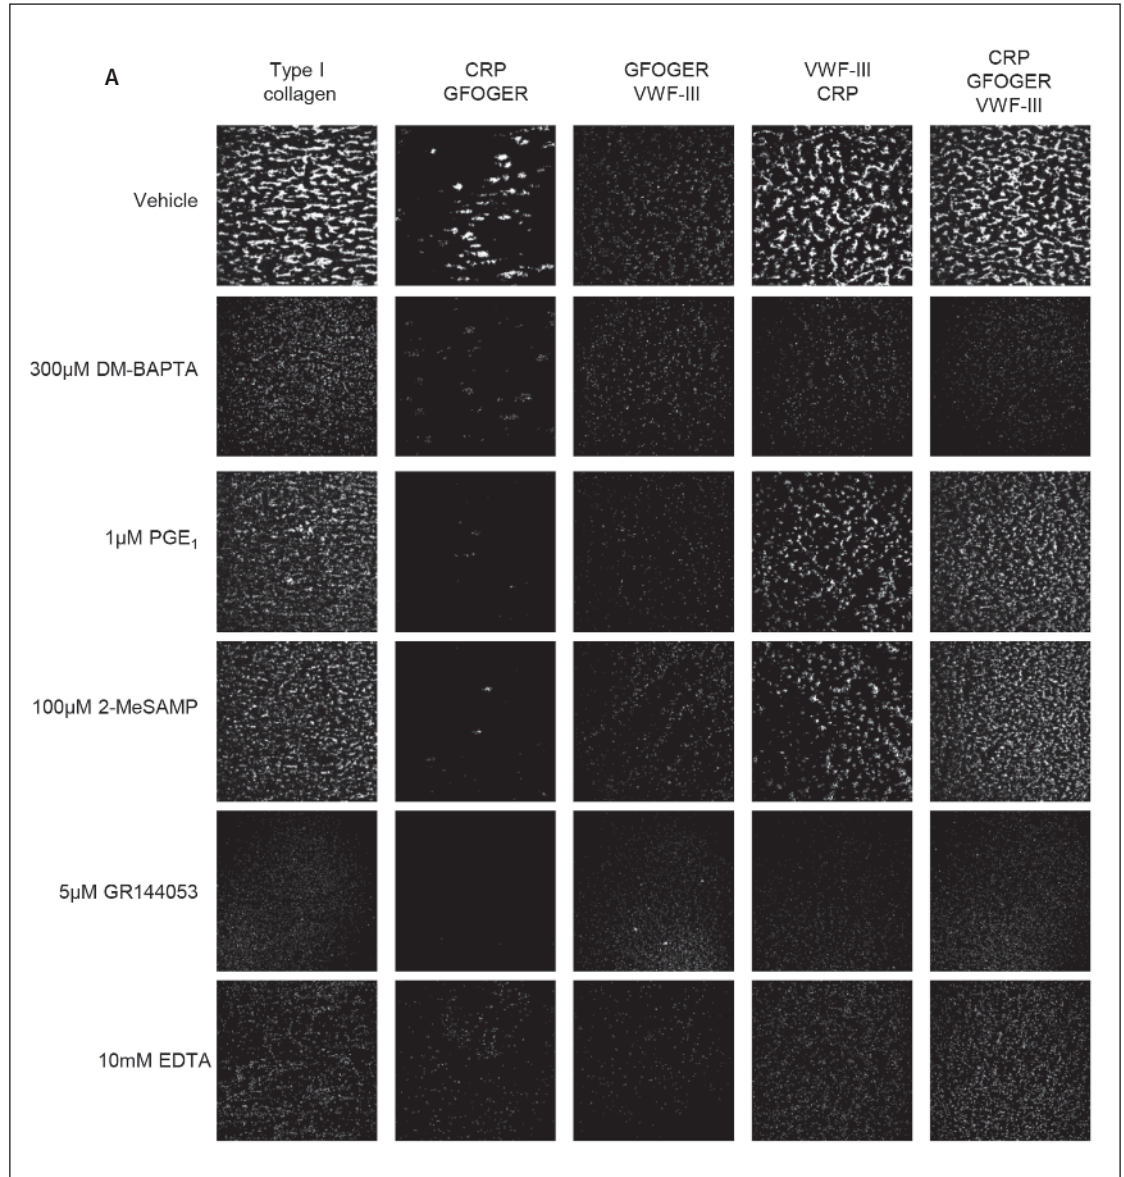 A
Type I
collagen
CRP
GFOGER
GFOGER
VWF-III
VWF-III
CRP
CRP
GFOGER
VWF-III
Vehicle
300µM DM-BAPTA
1µM PGE₁
100µM 2-MeSAMP
5µM GR144053
10mM EDTA